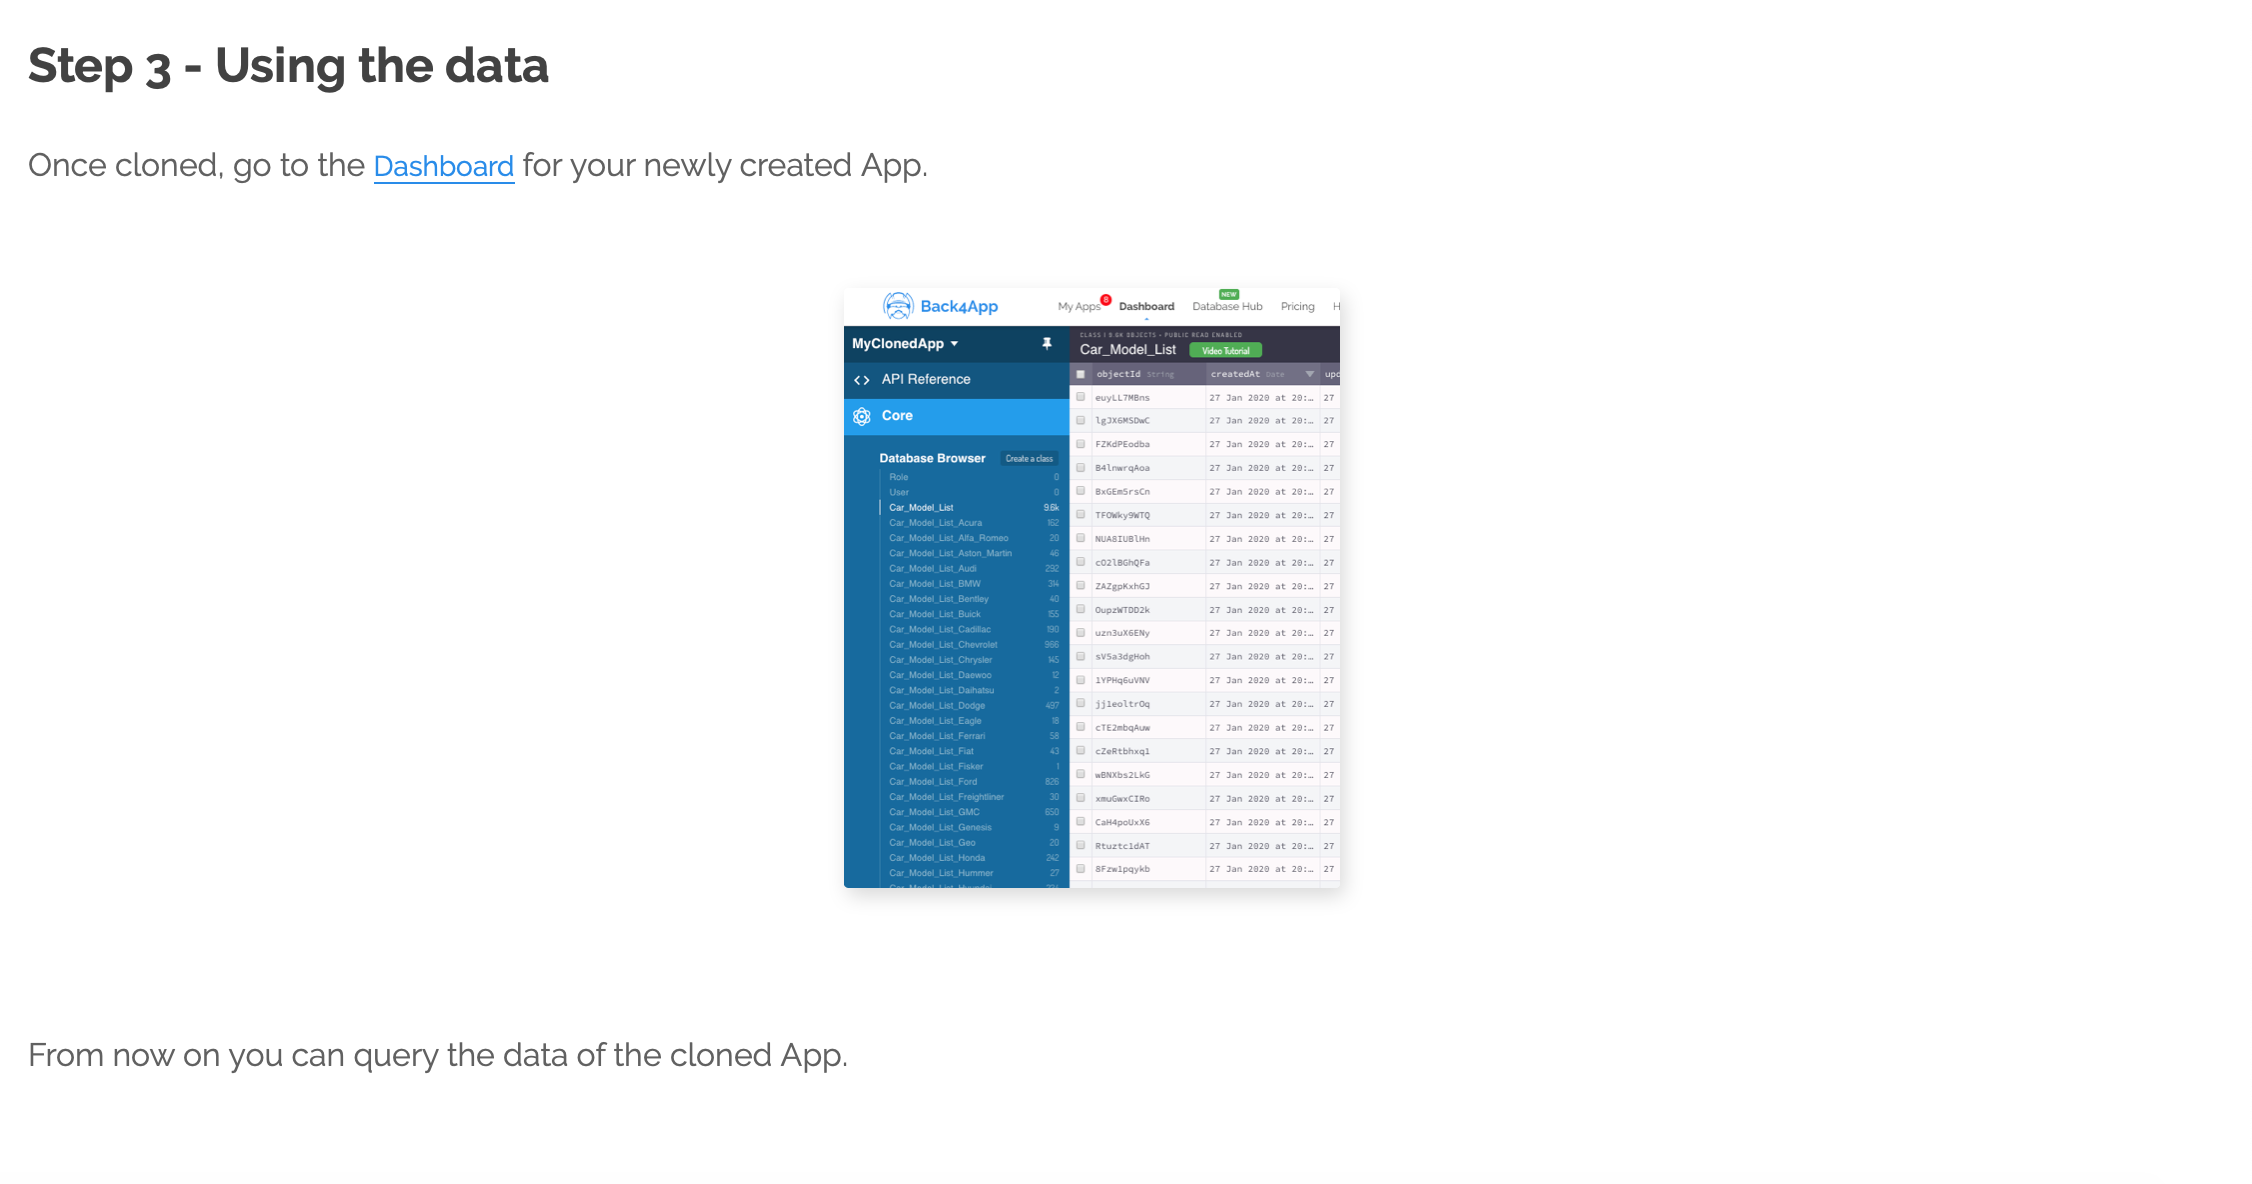 Step 3 - Using the data
Once cloned, go to the Dashboard for your newly created App.
Back4App
My Apps 8 Dashboard Database Hub NEW Pricing H
MyClonedApp
API Reference
Core
Database Browser Create a class
Role 0
User 0
Car_Model_List 9.6k
Car_Model_List_Acura 162
Car_Model_List_Alfa_Romeo 20
Car_Model_List_Aston_Martin 46
Car_Model_List_Audi 292
Car_Model_List_BMW 314
Car_Model_List_Bentley 40
Car_Model_List_Buick 155
Car_Model_List_Cadillac 190
Car_Model_List_Chevrolet 966
Car_Model_List_Chrysler 145
Car_Model_List_Daewoo 12
Car_Model_List_Daihatsu 2
Car_Model_List_Dodge 497
Car_Model_List_Eagle 18
Car_Model_List_Ferrari 58
Car_Model_List_Fiat 43
Car_Model_List_Fisker 1
Car_Model_List_Ford 826
Car_Model_List_Freightliner 30
Car_Model_List_GMC 650
Car_Model_List_Genesis 9
Car_Model_List_Geo 20
Car_Model_List_Honda 242
Car_Model_List_Hummer 27
CLASS | 9.6K OBJECTS • PUBLIC READ ENABLED
Car_Model_List Video Tutorial
objectId String createdAt Date upd
euyLL7MBns 27 Jan 2020 at 20:… 27
lgJX6MSDwC 27 Jan 2020 at 20:… 27
FZKdPEodba 27 Jan 2020 at 20:… 27
B4lnwrqAoa 27 Jan 2020 at 20:… 27
BxGEm5rsCn 27 Jan 2020 at 20:… 27
TFOWky9WTQ 27 Jan 2020 at 20:… 27
NUA8IUBlHn 27 Jan 2020 at 20:… 27
cO2lBGhQFa 27 Jan 2020 at 20:… 27
ZAZgpKxhGJ 27 Jan 2020 at 20:… 27
OupzWTDD2k 27 Jan 2020 at 20:… 27
uzn3uX6ENy 27 Jan 2020 at 20:… 27
sV5a3dgHoh 27 Jan 2020 at 20:… 27
1YPHq6uVNV 27 Jan 2020 at 20:… 27
jj1eoltrOq 27 Jan 2020 at 20:… 27
cTE2mbqAuw 27 Jan 2020 at 20:… 27
cZeRtbhxq1 27 Jan 2020 at 20:… 27
wBNXbs2LkG 27 Jan 2020 at 20:… 27
xmuGwxCIRo 27 Jan 2020 at 20:… 27
CaH4poUxX6 27 Jan 2020 at 20:… 27
Rtuztc1dAT 27 Jan 2020 at 20:… 27
8Fzw1pqykb 27 Jan 2020 at 20:… 27
From now on you can query the data of the cloned App.